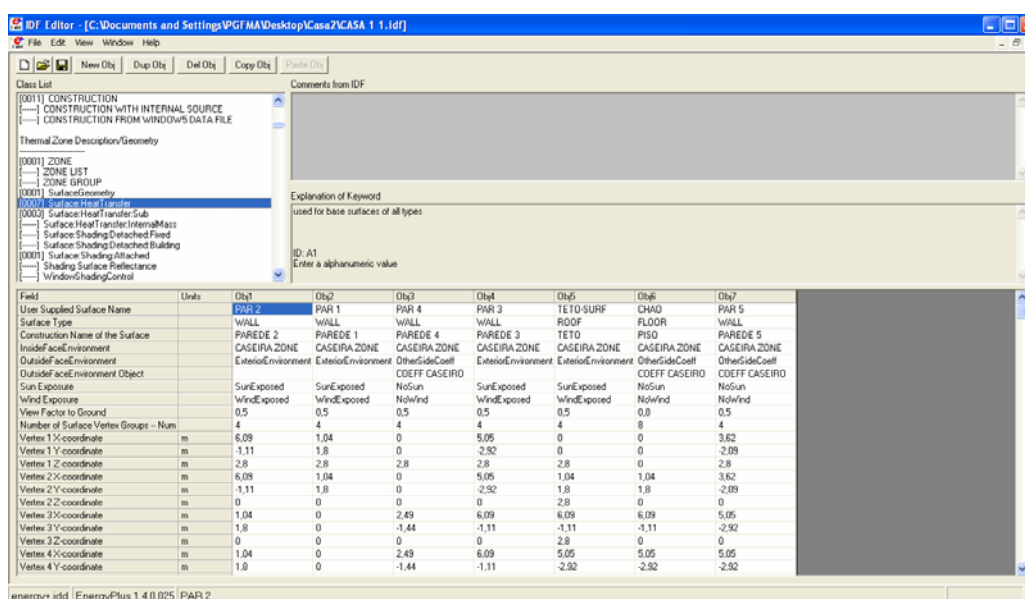 IDF Editor - [C:\Documents and Settings\PGFMA\Desktop\Casa2\CASA 1 1.idf]
File Edit View Window Help
New Obj Dup Obj Del Obj Copy Obj Paste Obj
Class List
Comments from IDF
[0011] CONSTRUCTION
[-----] CONSTRUCTION WITH INTERNAL SOURCE
[-----] CONSTRUCTION FROM WINDOW5 DATA FILE
Thermal Zone Description/Geometry
------------------------
[0001] ZONE
[-----] ZONE LIST
[-----] ZONE GROUP
[0001] SurfaceGeometry
[0007] Surface:HeatTransfer
[0003] Surface:HeatTransfer:Sub
[-----] Surface:HeatTransfer:InternalMass
[-----] Surface:Shading:Detached:Fixed
[-----] Surface:Shading:Detached:Building
[0001] Surface:Shading:Attached
[-----] Shading Surface Reflectance
[-----] WindowShadingControl
Explanation of Keyword
used for base surfaces of all types
ID: A1
Enter a alphanumeric value
Field Units Obj1 Obj2 Obj3 Obj4 Obj5 Obj6 Obj7
User Supplied Surface Name PAR 2 PAR 1 PAR 4 PAR 3 TETO-SURF CHAO PAR 5
Surface Type WALL WALL WALL WALL ROOF FLOOR WALL
Construction Name of the Surface PAREDE 2 PAREDE 1 PAREDE 4 PAREDE 3 TETO PISO PAREDE 5
InsideFaceEnvironment CASEIRA ZONE CASEIRA ZONE CASEIRA ZONE CASEIRA ZONE CASEIRA ZONE CASEIRA ZONE CASEIRA ZONE
OutsideFaceEnvironment ExteriorEnvironment ExteriorEnvironment OtherSideCoeff ExteriorEnvironment ExteriorEnvironment OtherSideCoeff OtherSideCoeff
OutsideFaceEnvironment Object COEFF CASEIRO COEFF CASEIRO COEFF CASEIRO
Sun Exposure SunExposed SunExposed NoSun SunExposed SunExposed NoSun NoSun
Wind Exposure WindExposed WindExposed NoWind WindExposed WindExposed NoWind NoWind
View Factor to Ground 0,5 0,5 0,5 0,5 0,5 0,8 0,5
Number of Surface Vertex Groups -- Num 4 4 4 4 4 8 4
Vertex 1 X-coordinate m 6,09 1,04 0 5,05 0 0 3,62
Vertex 1 Y-coordinate m -1,11 1,8 0 -2,92 0 0 -2,09
Vertex 1 Z-coordinate m 2,8 2,8 2,8 2,8 2,8 0 2,8
Vertex 2 X-coordinate m 6,09 1,04 0 5,05 1,04 1,04 3,62
Vertex 2 Y-coordinate m -1,11 1,8 0 -2,92 1,8 1,8 -2,09
Vertex 2 Z-coordinate m 0 0 0 0 2,8 0 0
Vertex 3 X-coordinate m 1,04 0 2,49 6,09 6,09 6,09 5,05
Vertex 3 Y-coordinate m 1,8 0 -1,44 -1,11 -1,11 -1,11 -2,92
Vertex 3 Z-coordinate m 0 0 0 0 2,8 0 0
Vertex 4 X-coordinate m 1,04 0 2,49 6,09 5,05 5,05 5,05
Vertex 4 Y-coordinate m 1,8 0 -1,44 -1,11 -2,92 -2,92 -2,92
energy+.idd EnergyPlus 1.4.0.025 PAR 2